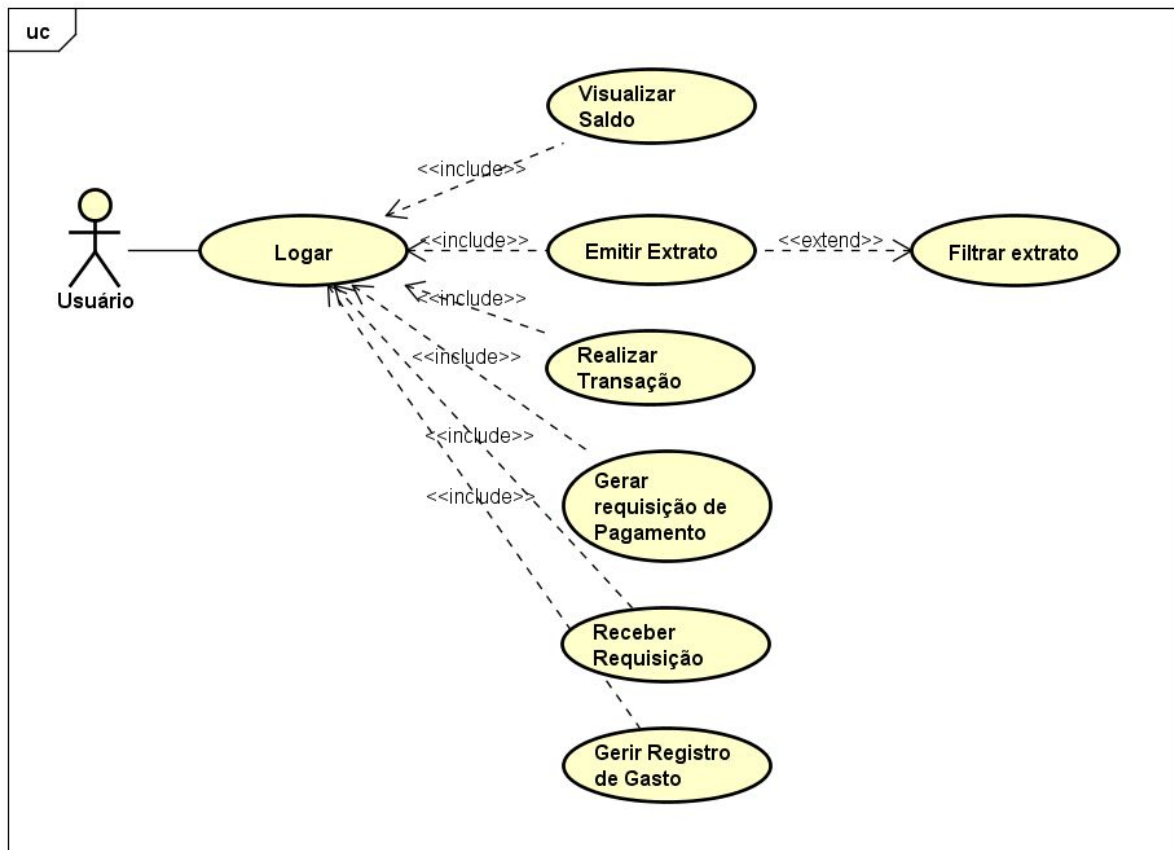 uc
Visualizar
Saldo
<<include>>
Usuário
Logar
<<include>>
Emitir Extrato
<<extend>>
Filtrar extrato
<<include>>
Realizar
Transação
<<include>>
<<include>>
Gerar
requisição de
Pagamento
<<include>>
Receber
Requisição
Gerir Registro
de Gasto